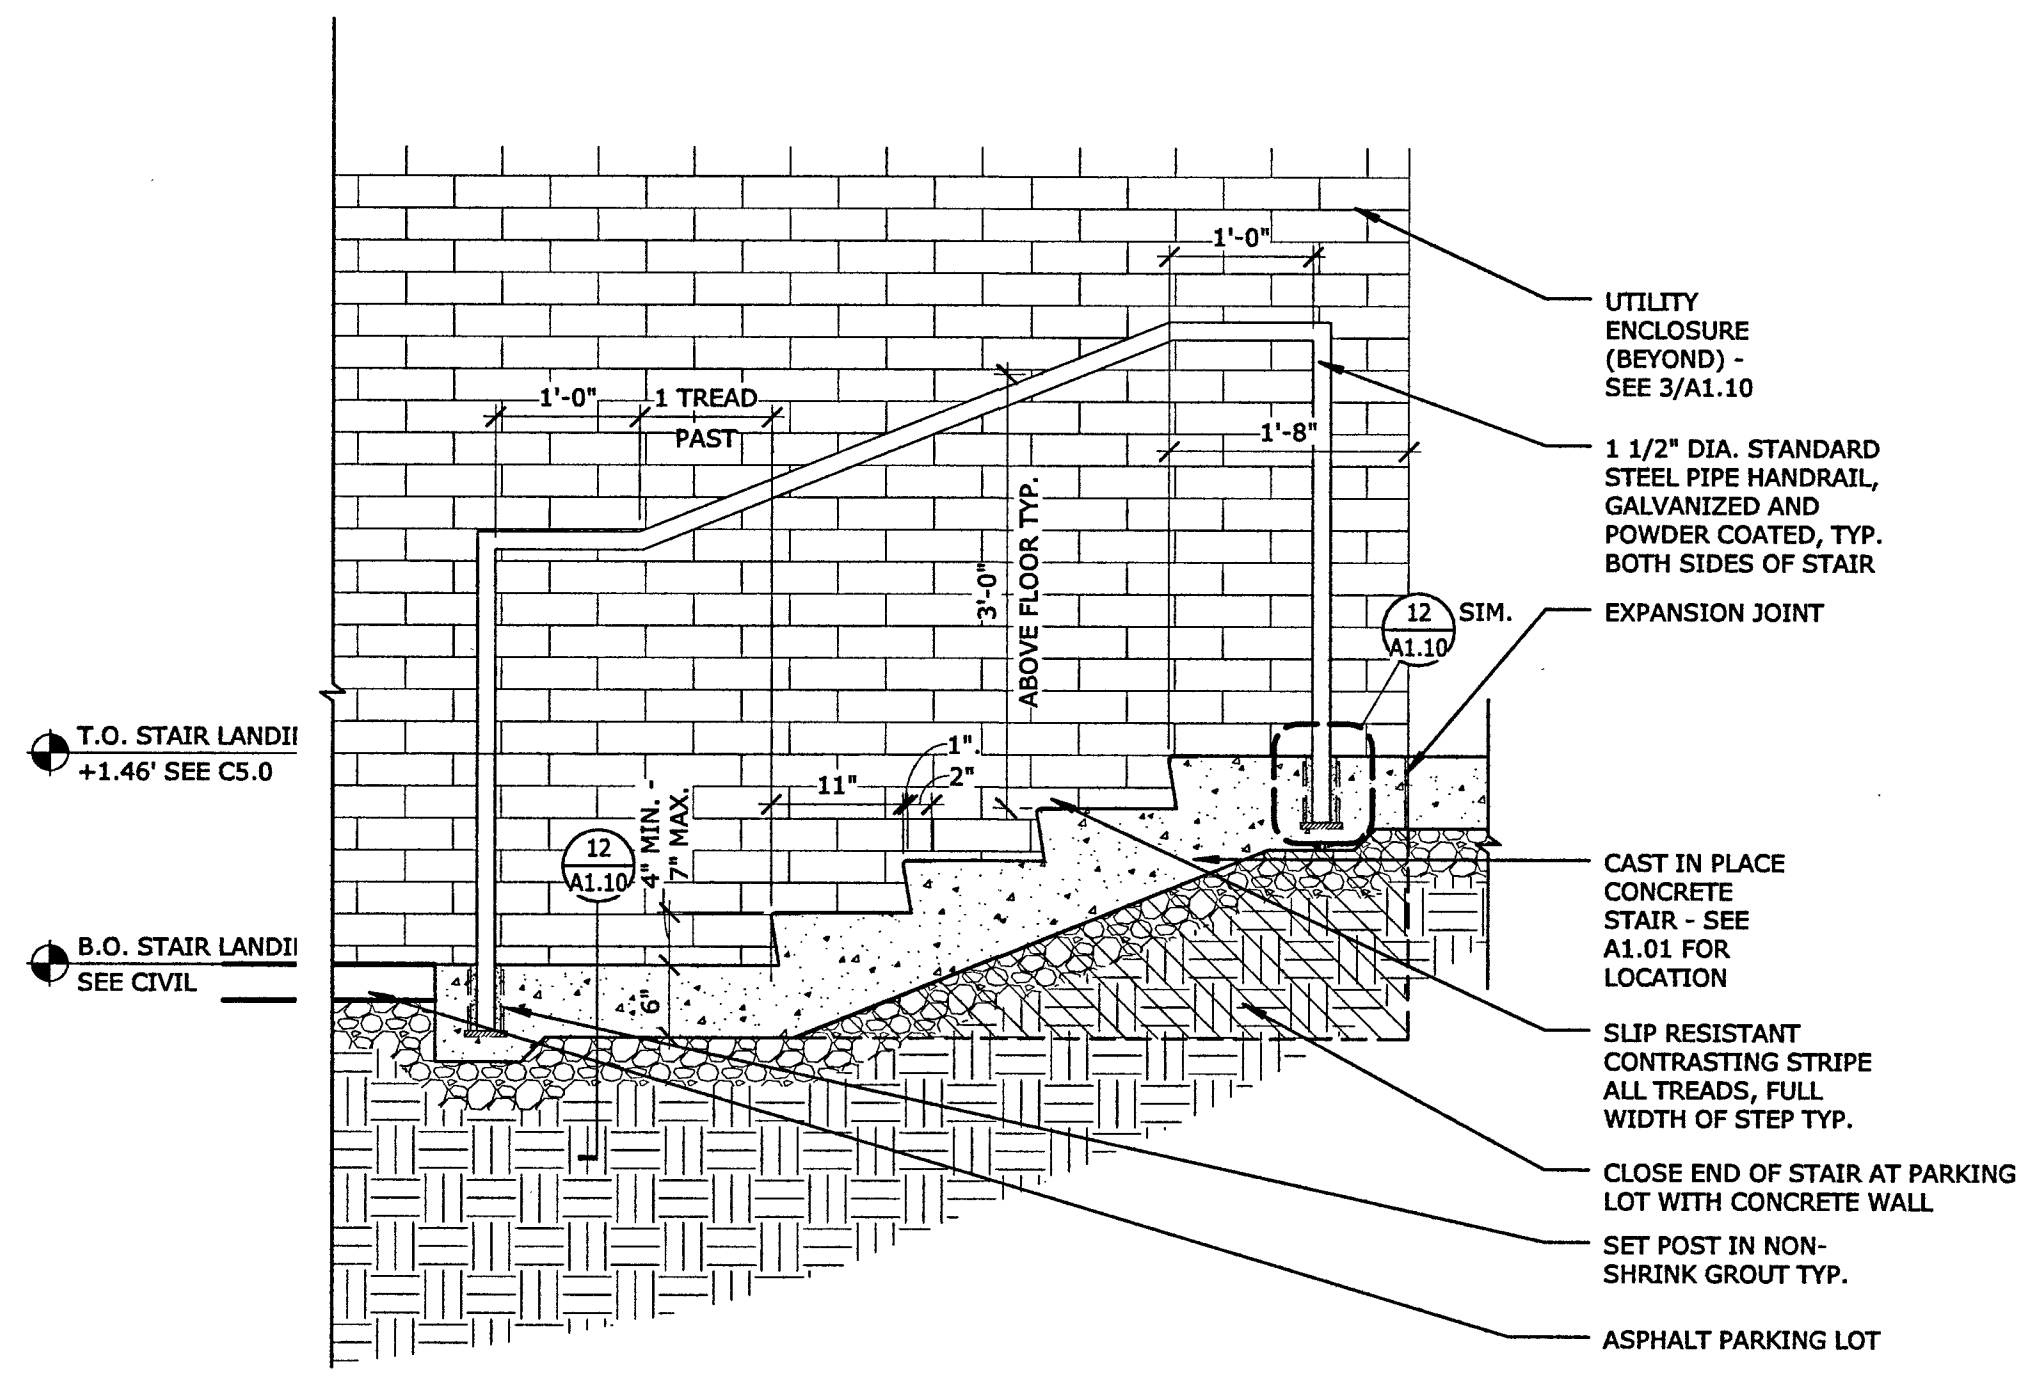 1'-0"
UTILITY
ENCLOSURE
(BEYOND) -
SEE 3/A1.10
1'-0"
1 TREAD
PAST
1'-8"
1 1/2" DIA. STANDARD
STEEL PIPE HANDRAIL,
GALVANIZED AND
POWDER COATED, TYP.
BOTH SIDES OF STAIR
3'-0"
ABOVE FLOOR TYP.
12
A1.10
SIM.
EXPANSION JOINT
T.O. STAIR LANDII
+1.46' SEE C5.0
1".
2"
11"
4" MIN. -
7" MAX.
12
A1.10
CAST IN PLACE
CONCRETE
STAIR - SEE
A1.01 FOR
LOCATION
B.O. STAIR LANDII
SEE CIVIL
6"
SLIP RESISTANT
CONTRASTING STRIPE
ALL TREADS, FULL
WIDTH OF STEP TYP.
CLOSE END OF STAIR AT PARKING
LOT WITH CONCRETE WALL
SET POST IN NON-
SHRINK GROUT TYP.
ASPHALT PARKING LOT